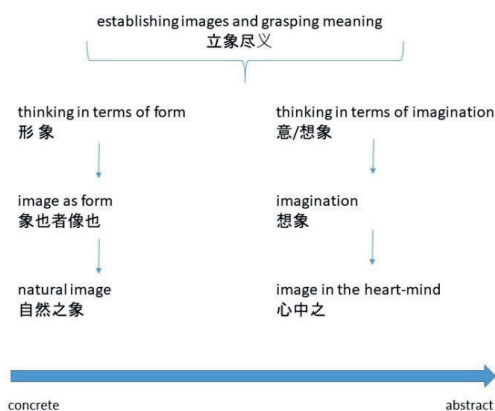 establishing images and grasping meaning
立象尽义
thinking in terms of form
形 象
thinking in terms of imagination
意/想象
image as form
象也者像也
imagination
想象
natural image
自然之象
image in the heart-mind
心中之
concrete
abstract